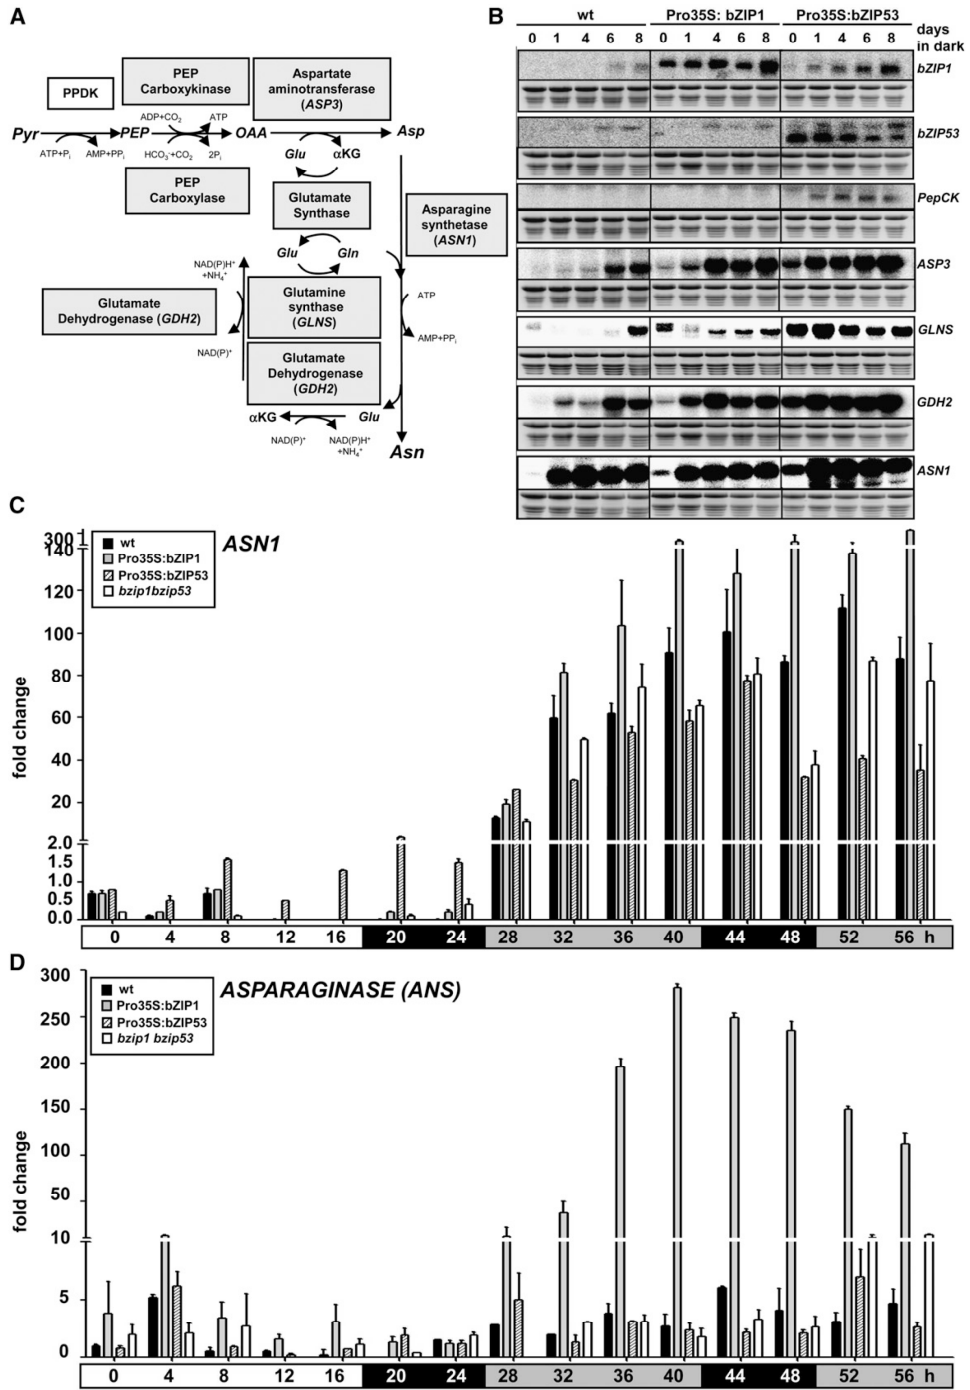 A
PPDK
PEP
Carboxykinase
Aspartate
aminotransferase
(ASP3)
ADP+CO2
ATP
Pyr
PEP
OAA
Asp
ATP+Pi
AMP+PPi
HCO3-+CO2
2Pi
Glu
αKG
PEP
Carboxylase
Glutamate
Synthase
Asparagine
synthetase
(ASN1)
Glu
Gln
NAD(P)H+
+NH4+
ATP
Glutamate
Dehydrogenase (GDH2)
Glutamine
synthase
(GLNS)
AMP+PPi
NAD(P)+
Glutamate
Dehydrogenase
(GDH2)
αKG
Glu
NAD(P)+
NAD(P)H+
+NH4+
Asn
B
wt
Pro35S: bZIP1
Pro35S:bZIP53
0 1 4 6 8 0 1 4 6 8 0 1 4 6 8 days
in dark
bZIP1
bZIP53
PepCK
ASP3
GLNS
GDH2
ASN1
C
ASN1
wt
Pro35S:bZIP1
Pro35S:bZIP53
bzip1bzip53
fold change
300
140
120
100
80
60
40
20
2.0
1.5
1.0
0.5
0.0
0 4 8 12 16 20 24 28 32 36 40 44 48 52 56 h
D
ASPARAGINASE (ANS)
wt
Pro35S:bZIP1
Pro35S:bZIP53
bzip1 bzip53
fold change
300
250
200
150
100
50
10
5
0
0 4 8 12 16 20 24 28 32 36 40 44 48 52 56 h